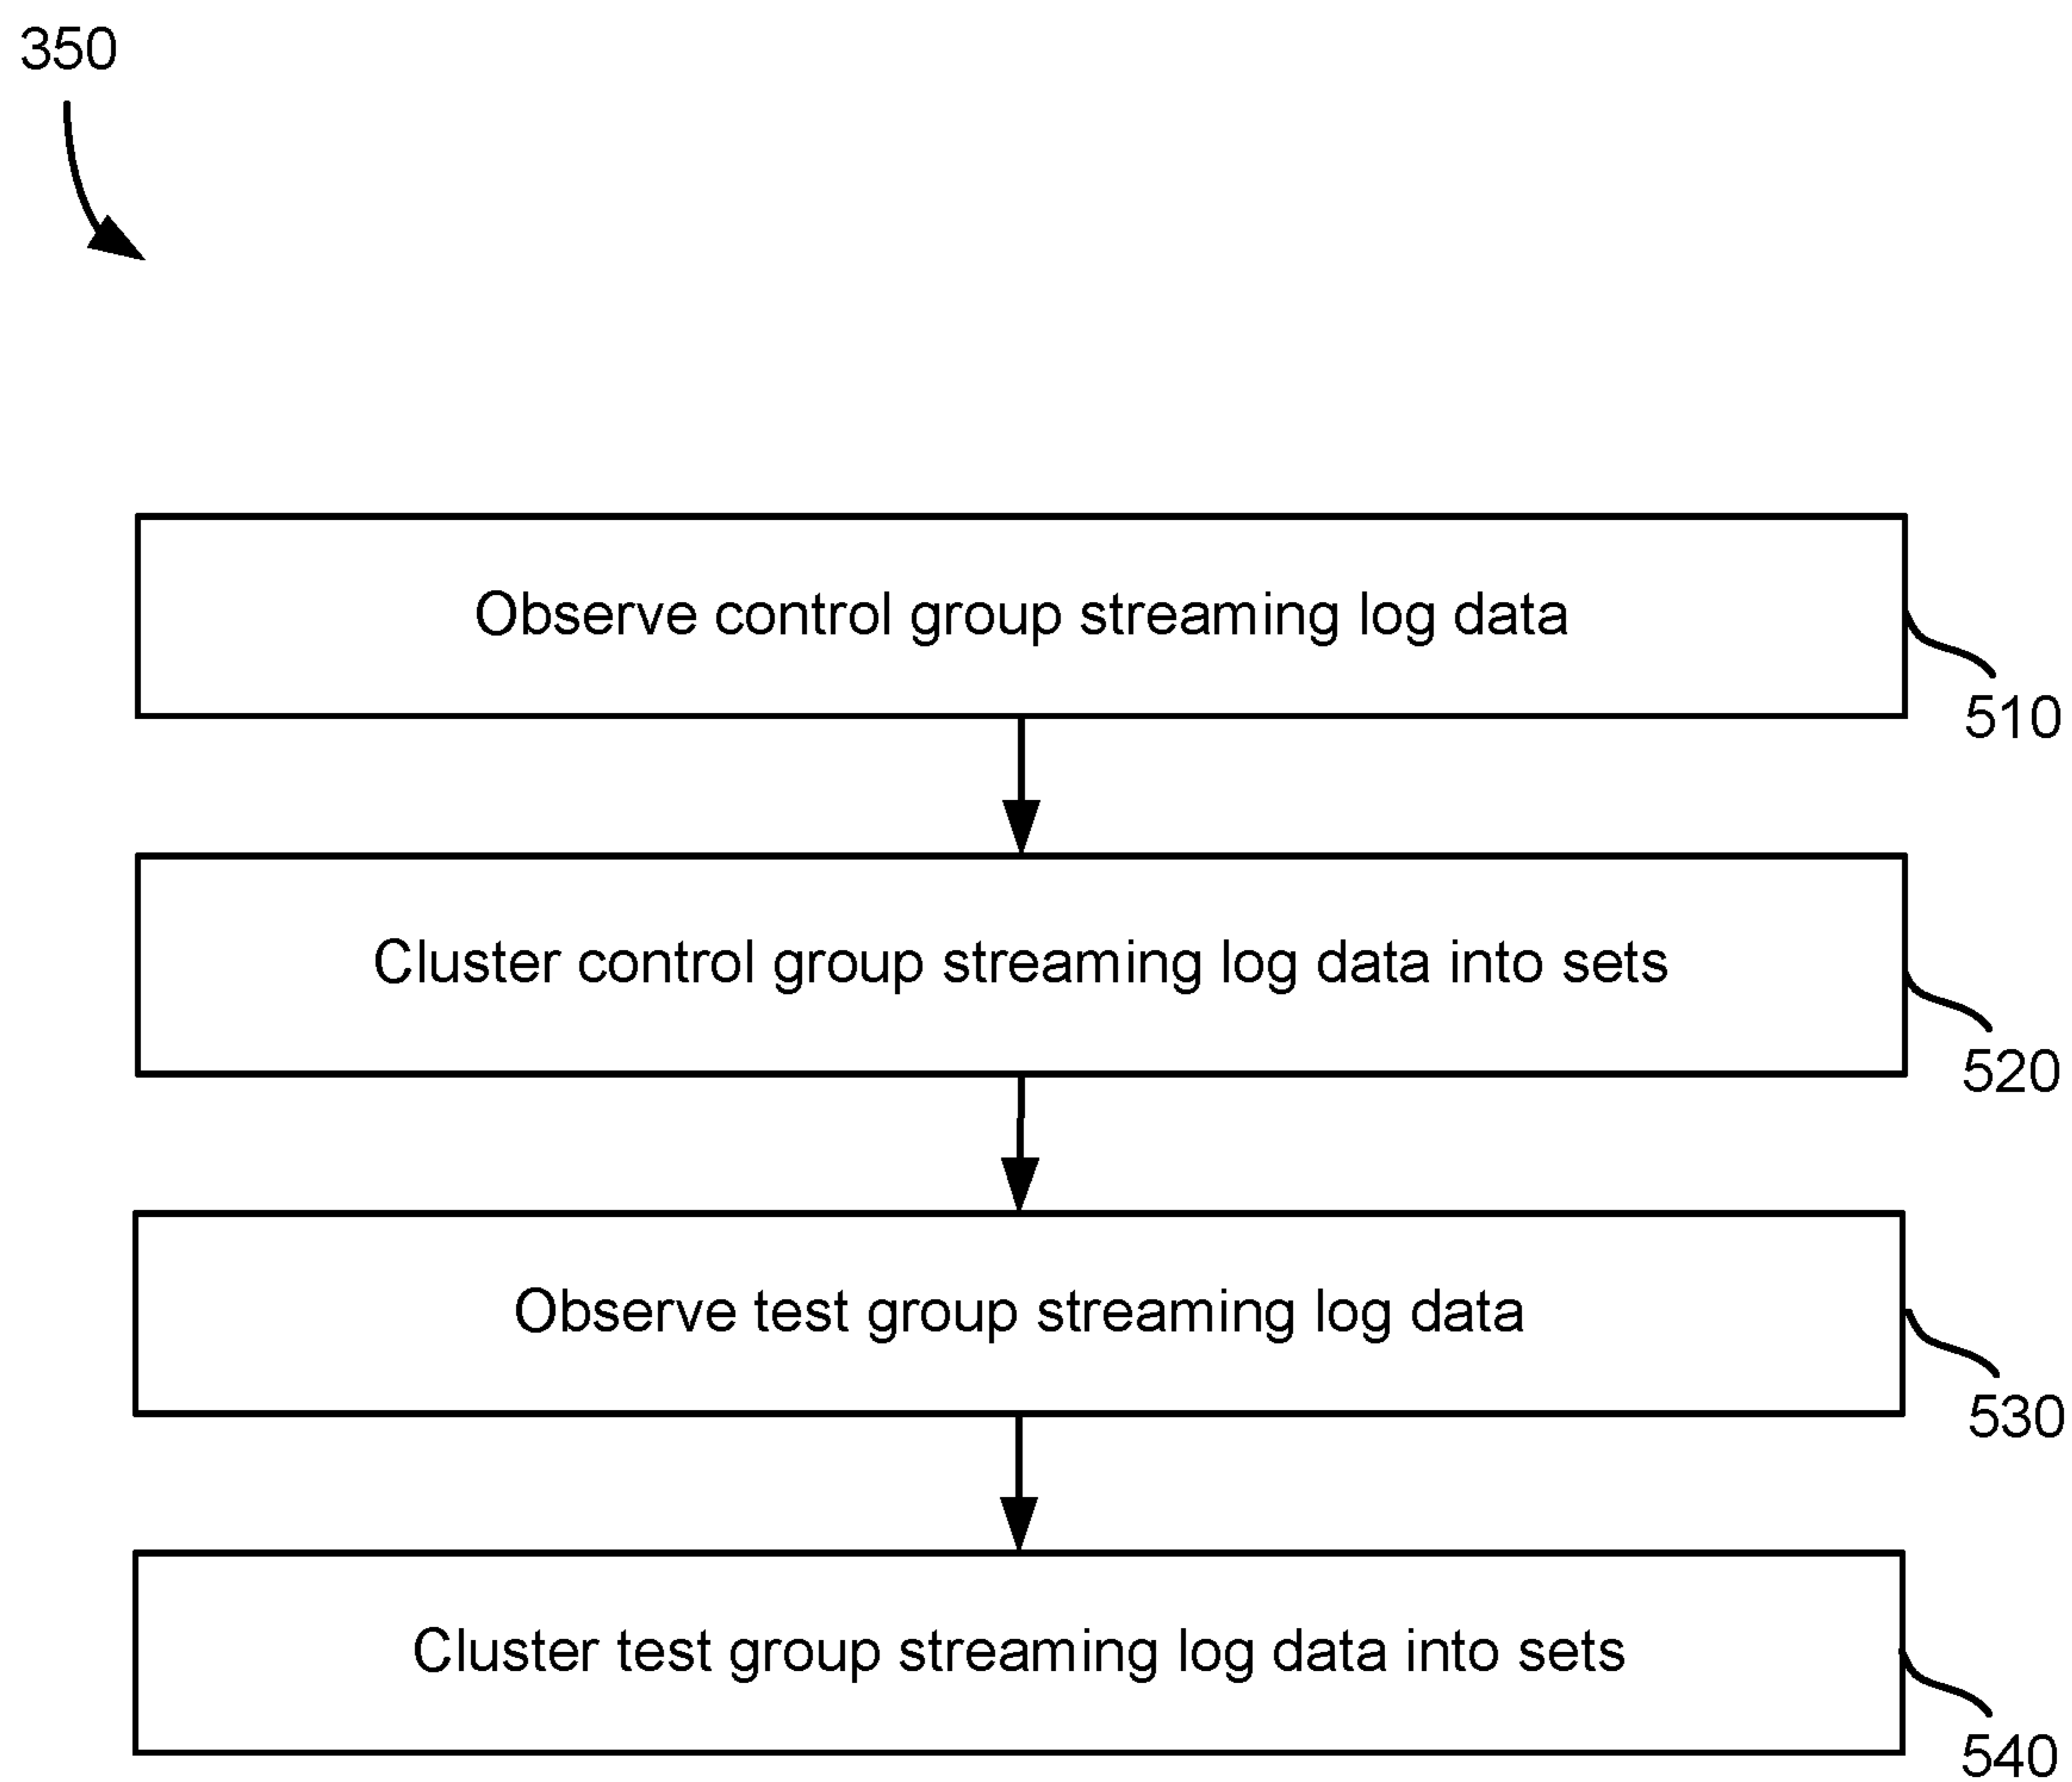 350
Observe control group streaming log data
510
Cluster control group streaming log data into sets
520
Observe test group streaming log data
530
Cluster test group streaming log data into sets
540